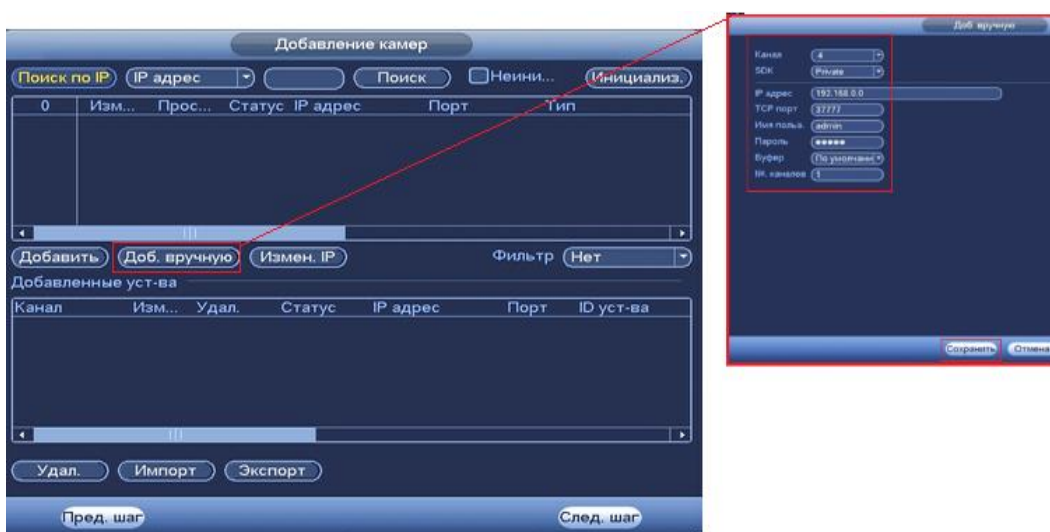 Добавление камер
Поиск по IP IP адрес Поиск Неини... Инициализ.
0 Изм... Прос... Статус IP адрес Порт Тип
Добавить Доб. вручную Измен. IP Фильтр Нет
Добавленные уст-ва
Канал Изм... Удал. Статус IP адрес Порт ID уст-ва
Удал. Импорт Экспорт
Пред. шаг След. шаг
Доб. вручную
Канал 4
SDK Private
IP адрес 192.168.0.0
TCP порт 37777
Имя польз. admin
Пароль •••••
Буфер По умолчани
№. каналов 1
Сохранить Отмена